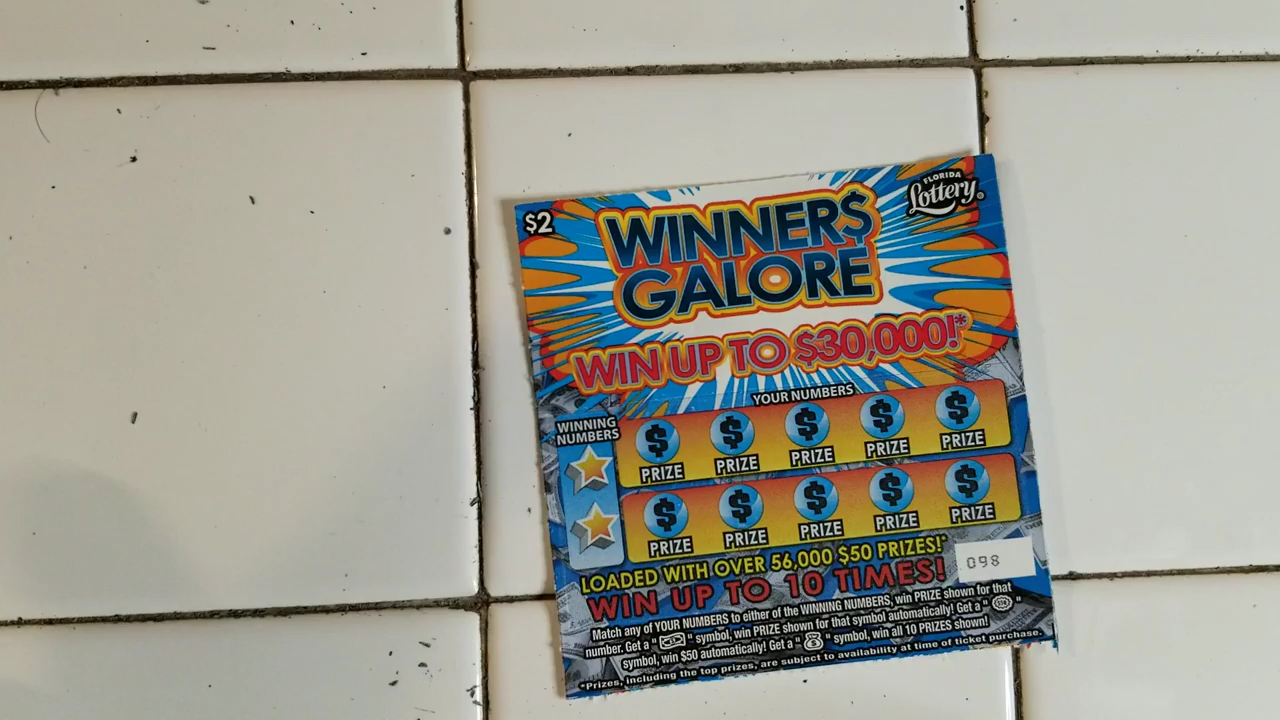 FLORIDA
Lottery
$2
WINNER$
GALORE
WIN UP TO $30,000!*
YOUR NUMBERS
WINNING
NUMBERS
$ $ $ $ $
PRIZE PRIZE PRIZE PRIZE PRIZE
$ $ $ $ $
PRIZE PRIZE PRIZE PRIZE PRIZE
LOADED WITH OVER 56,000 $50 PRIZES!*
WIN UP TO 10 TIMES!
098
Match any of YOUR NUMBERS to either of the WINNING NUMBERS, win PRIZE shown for that
number. Get a " " symbol, win PRIZE shown for that symbol automatically! Get a " "
symbol, win $50 automatically! Get a " " symbol, win all 10 PRIZES shown!
*Prizes, including the top prizes, are subject to availability at time of ticket purchase.